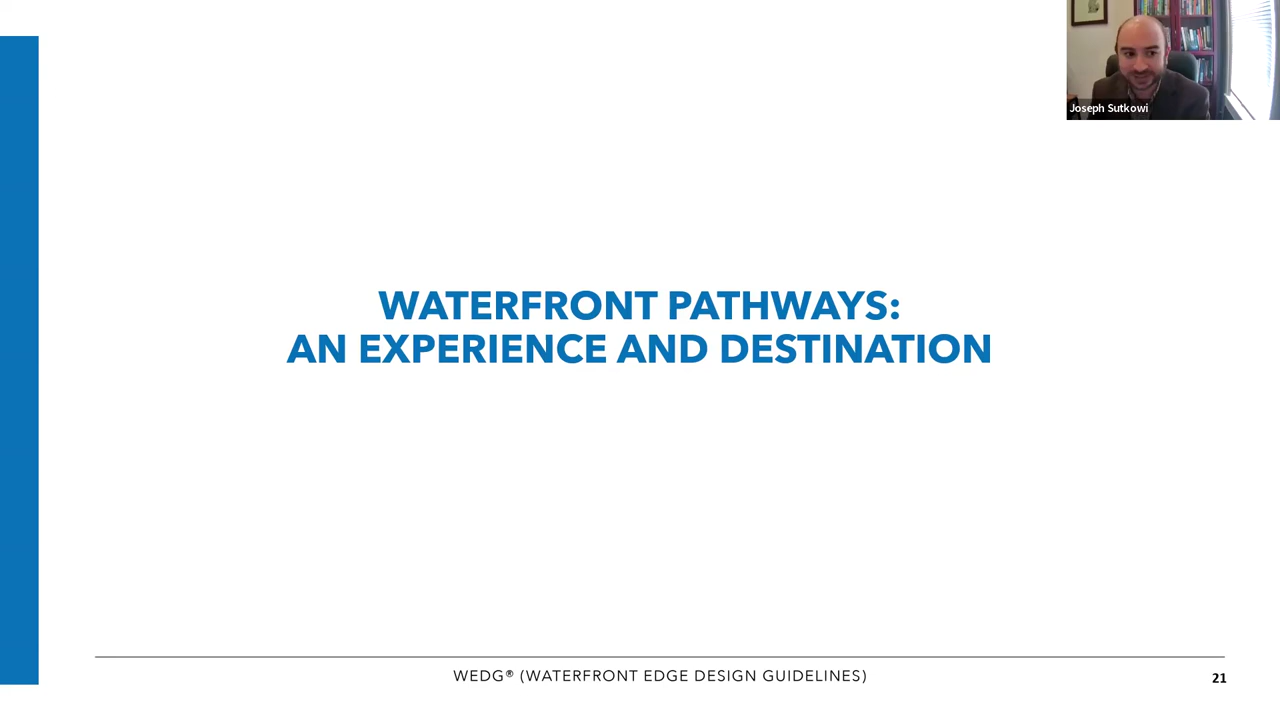 Joseph Sutkowi
WATERFRONT PATHWAYS:
AN EXPERIENCE AND DESTINATION
WEDG® (WATERFRONT EDGE DESIGN GUIDELINES)
21